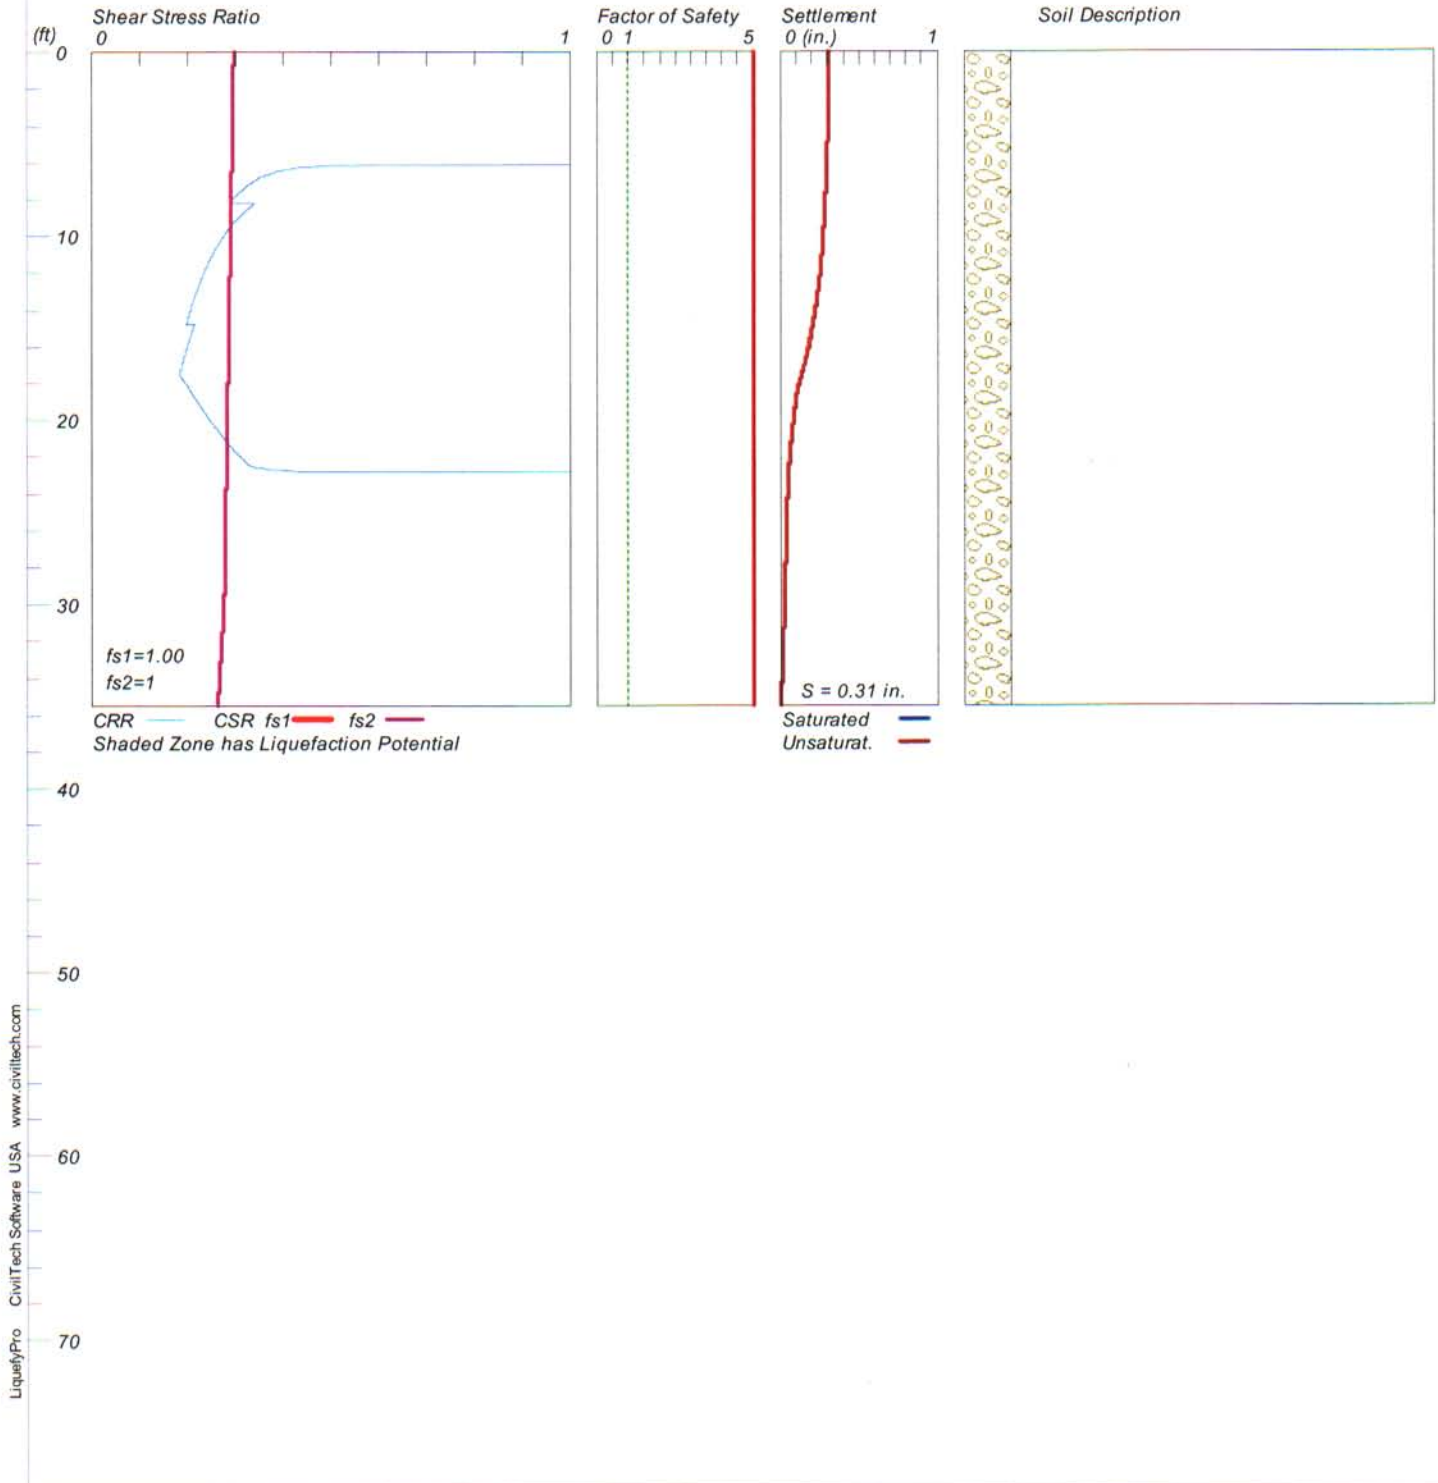 Shear Stress Ratio
Factor of Safety
Settlement
Soil Description
(ft)
0
1
0 1
5
0 (in.)
1
0
10
20
30
fs1=1.00
fs2=1
S = 0.31 in.
CRR
CSR fs1
fs2
Shaded Zone has Liquefaction Potential
Saturated
Unsaturat.
40
50
60
70
LiquefyPro CivilTech Software USA www.civiltech.com